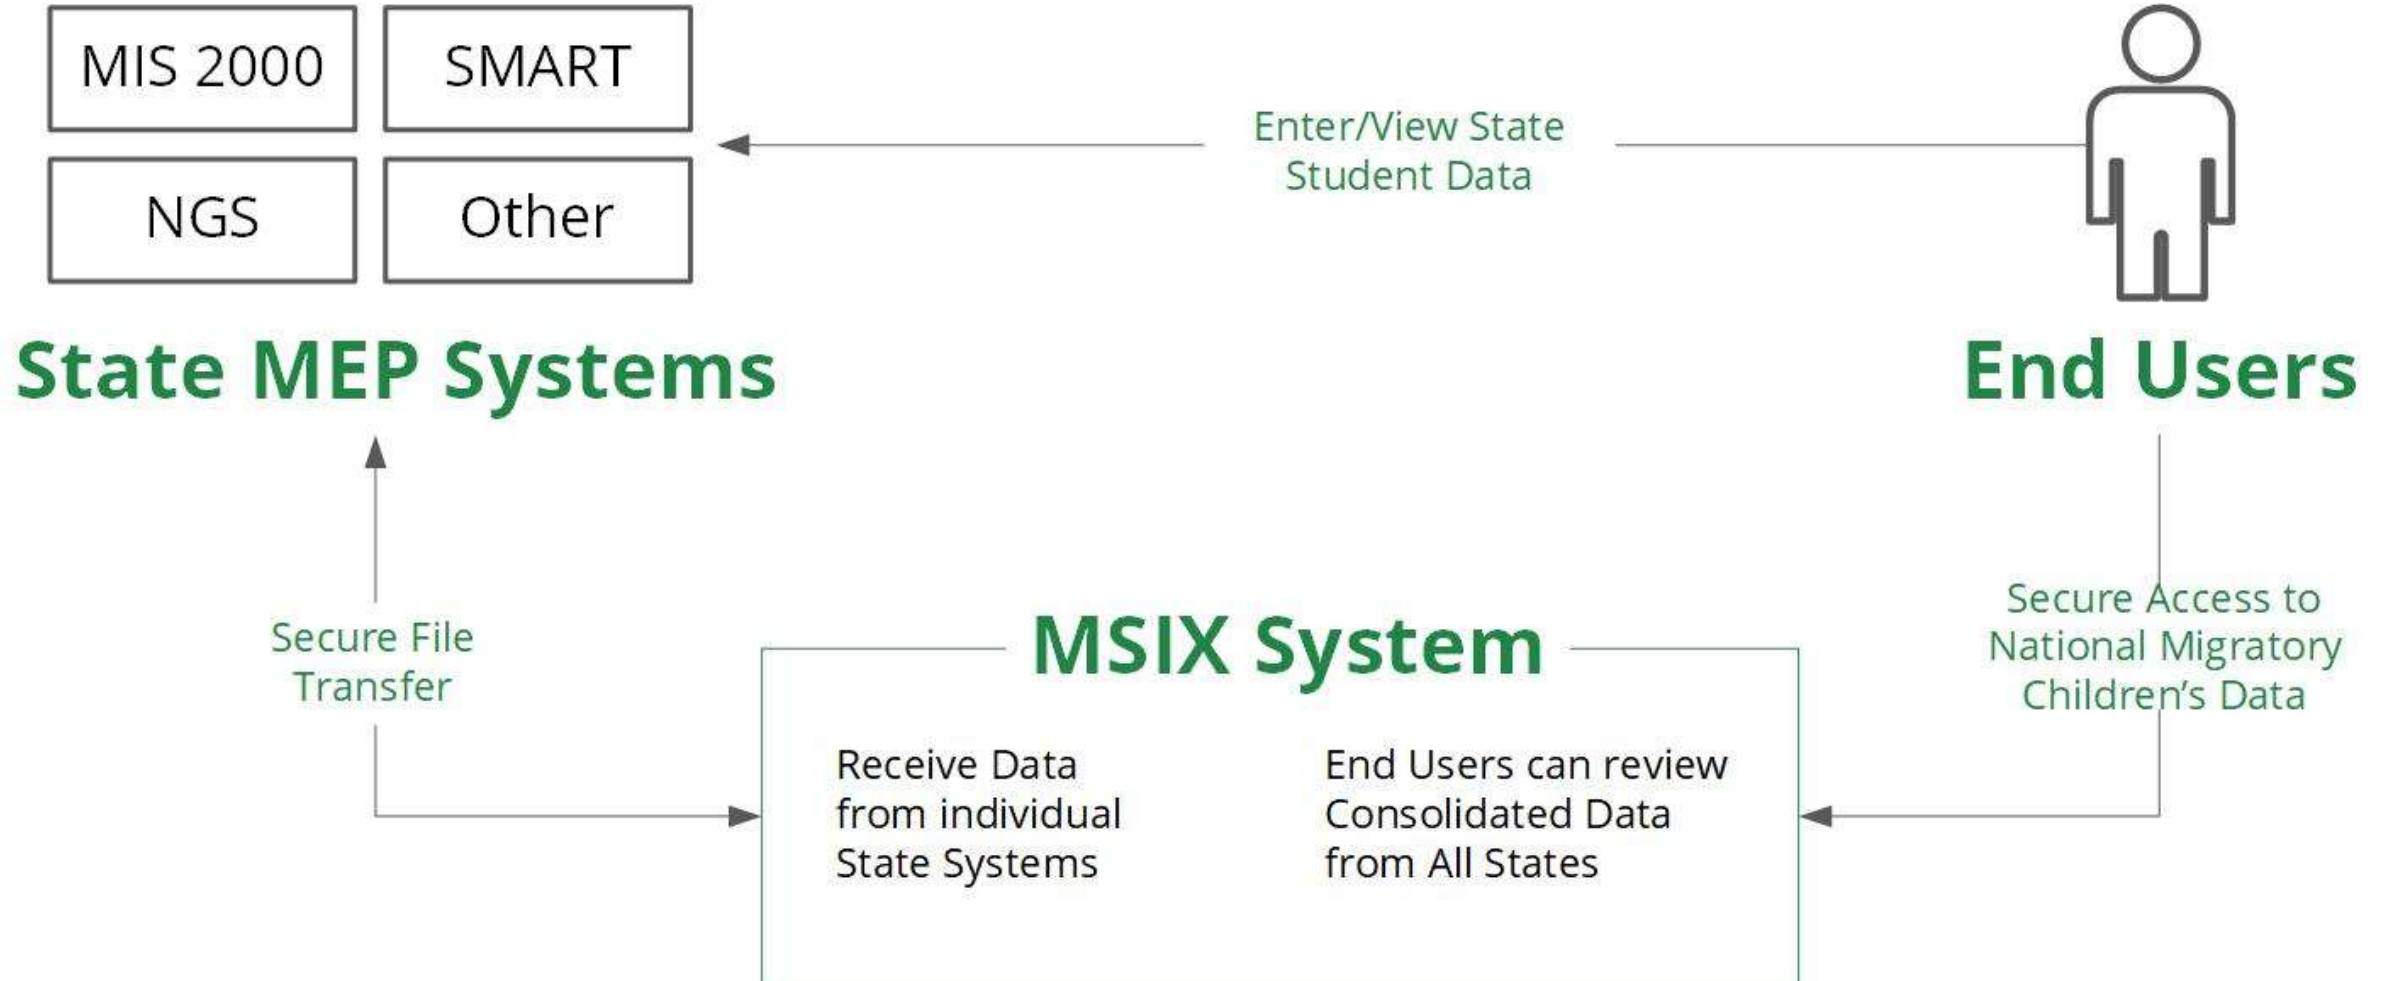 MIS 2000
SMART
NGS
Other
Enter/View State
Student Data
State MEP Systems
End Users
Secure File
Transfer
Secure Access to
National Migratory
Children’s Data
MSIX System
Receive Data
from individual
State Systems
End Users can review
Consolidated Data
from All States